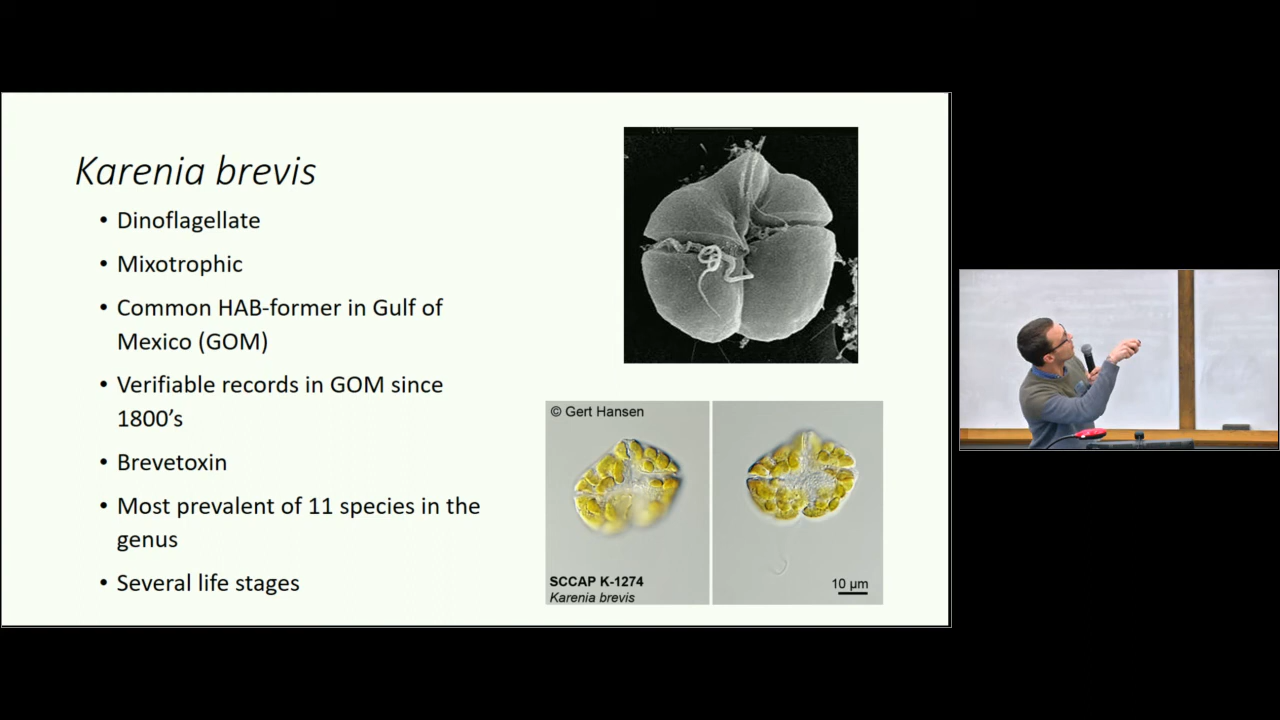 Karenia brevis
• Dinoflagellate
• Mixotrophic
• Common HAB-former in Gulf of
Mexico (GOM)
• Verifiable records in GOM since
1800’s
• Brevetoxin
• Most prevalent of 11 species in the
genus
• Several life stages
© Gert Hansen
SCCAP K-1274
Karenia brevis
10 µm